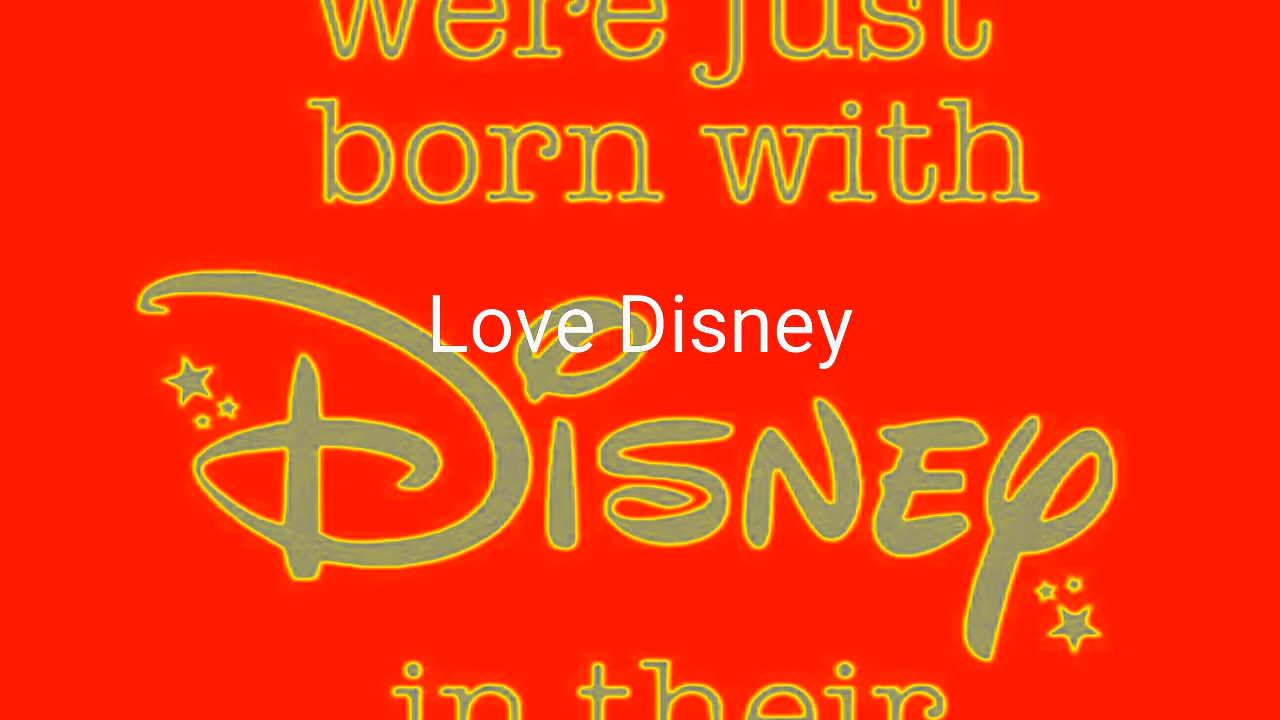 were just
born with
Love Disney
Disney
in their